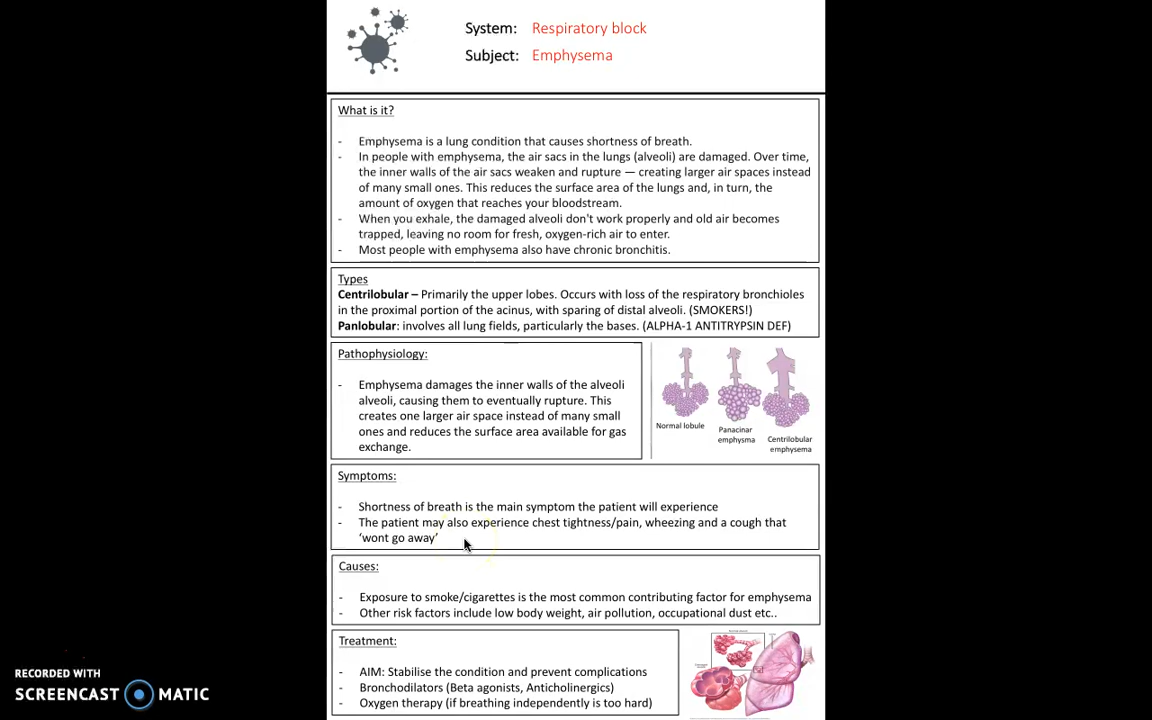 System: Respiratory block
Subject: Emphysema
What is it?
- Emphysema is a lung condition that causes shortness of breath.
- In people with emphysema, the air sacs in the lungs (alveoli) are damaged. Over time,
the inner walls of the air sacs weaken and rupture — creating larger air spaces instead
of many small ones. This reduces the surface area of the lungs and, in turn, the
amount of oxygen that reaches your bloodstream.
- When you exhale, the damaged alveoli don't work properly and old air becomes
trapped, leaving no room for fresh, oxygen-rich air to enter.
- Most people with emphysema also have chronic bronchitis.
Types
Centrilobular – Primarily the upper lobes. Occurs with loss of the respiratory bronchioles
in the proximal portion of the acinus, with sparing of distal alveoli. (SMOKERS!)
Panlobular: involves all lung fields, particularly the bases. (ALPHA-1 ANTITRYPSIN DEF)
Pathophysiology:
- Emphysema damages the inner walls of the alveoli
alveoli, causing them to eventually rupture. This
creates one larger air space instead of many small
ones and reduces the surface area available for gas
exchange.
Normal lobule
Panacinar
emphysma
Centrilobular
emphysema
Symptoms:
- Shortness of breath is the main symptom the patient will experience
- The patient may also experience chest tightness/pain, wheezing and a cough that
‘wont go away’
Causes:
- Exposure to smoke/cigarettes is the most common contributing factor for emphysema
- Other risk factors include low body weight, air pollution, occupational dust etc..
Treatment:
- AIM: Stabilise the condition and prevent complications
- Bronchodilators (Beta agonists, Anticholinergics)
- Oxygen therapy (if breathing independently is too hard)
RECORDED WITH
SCREENCAST MATIC